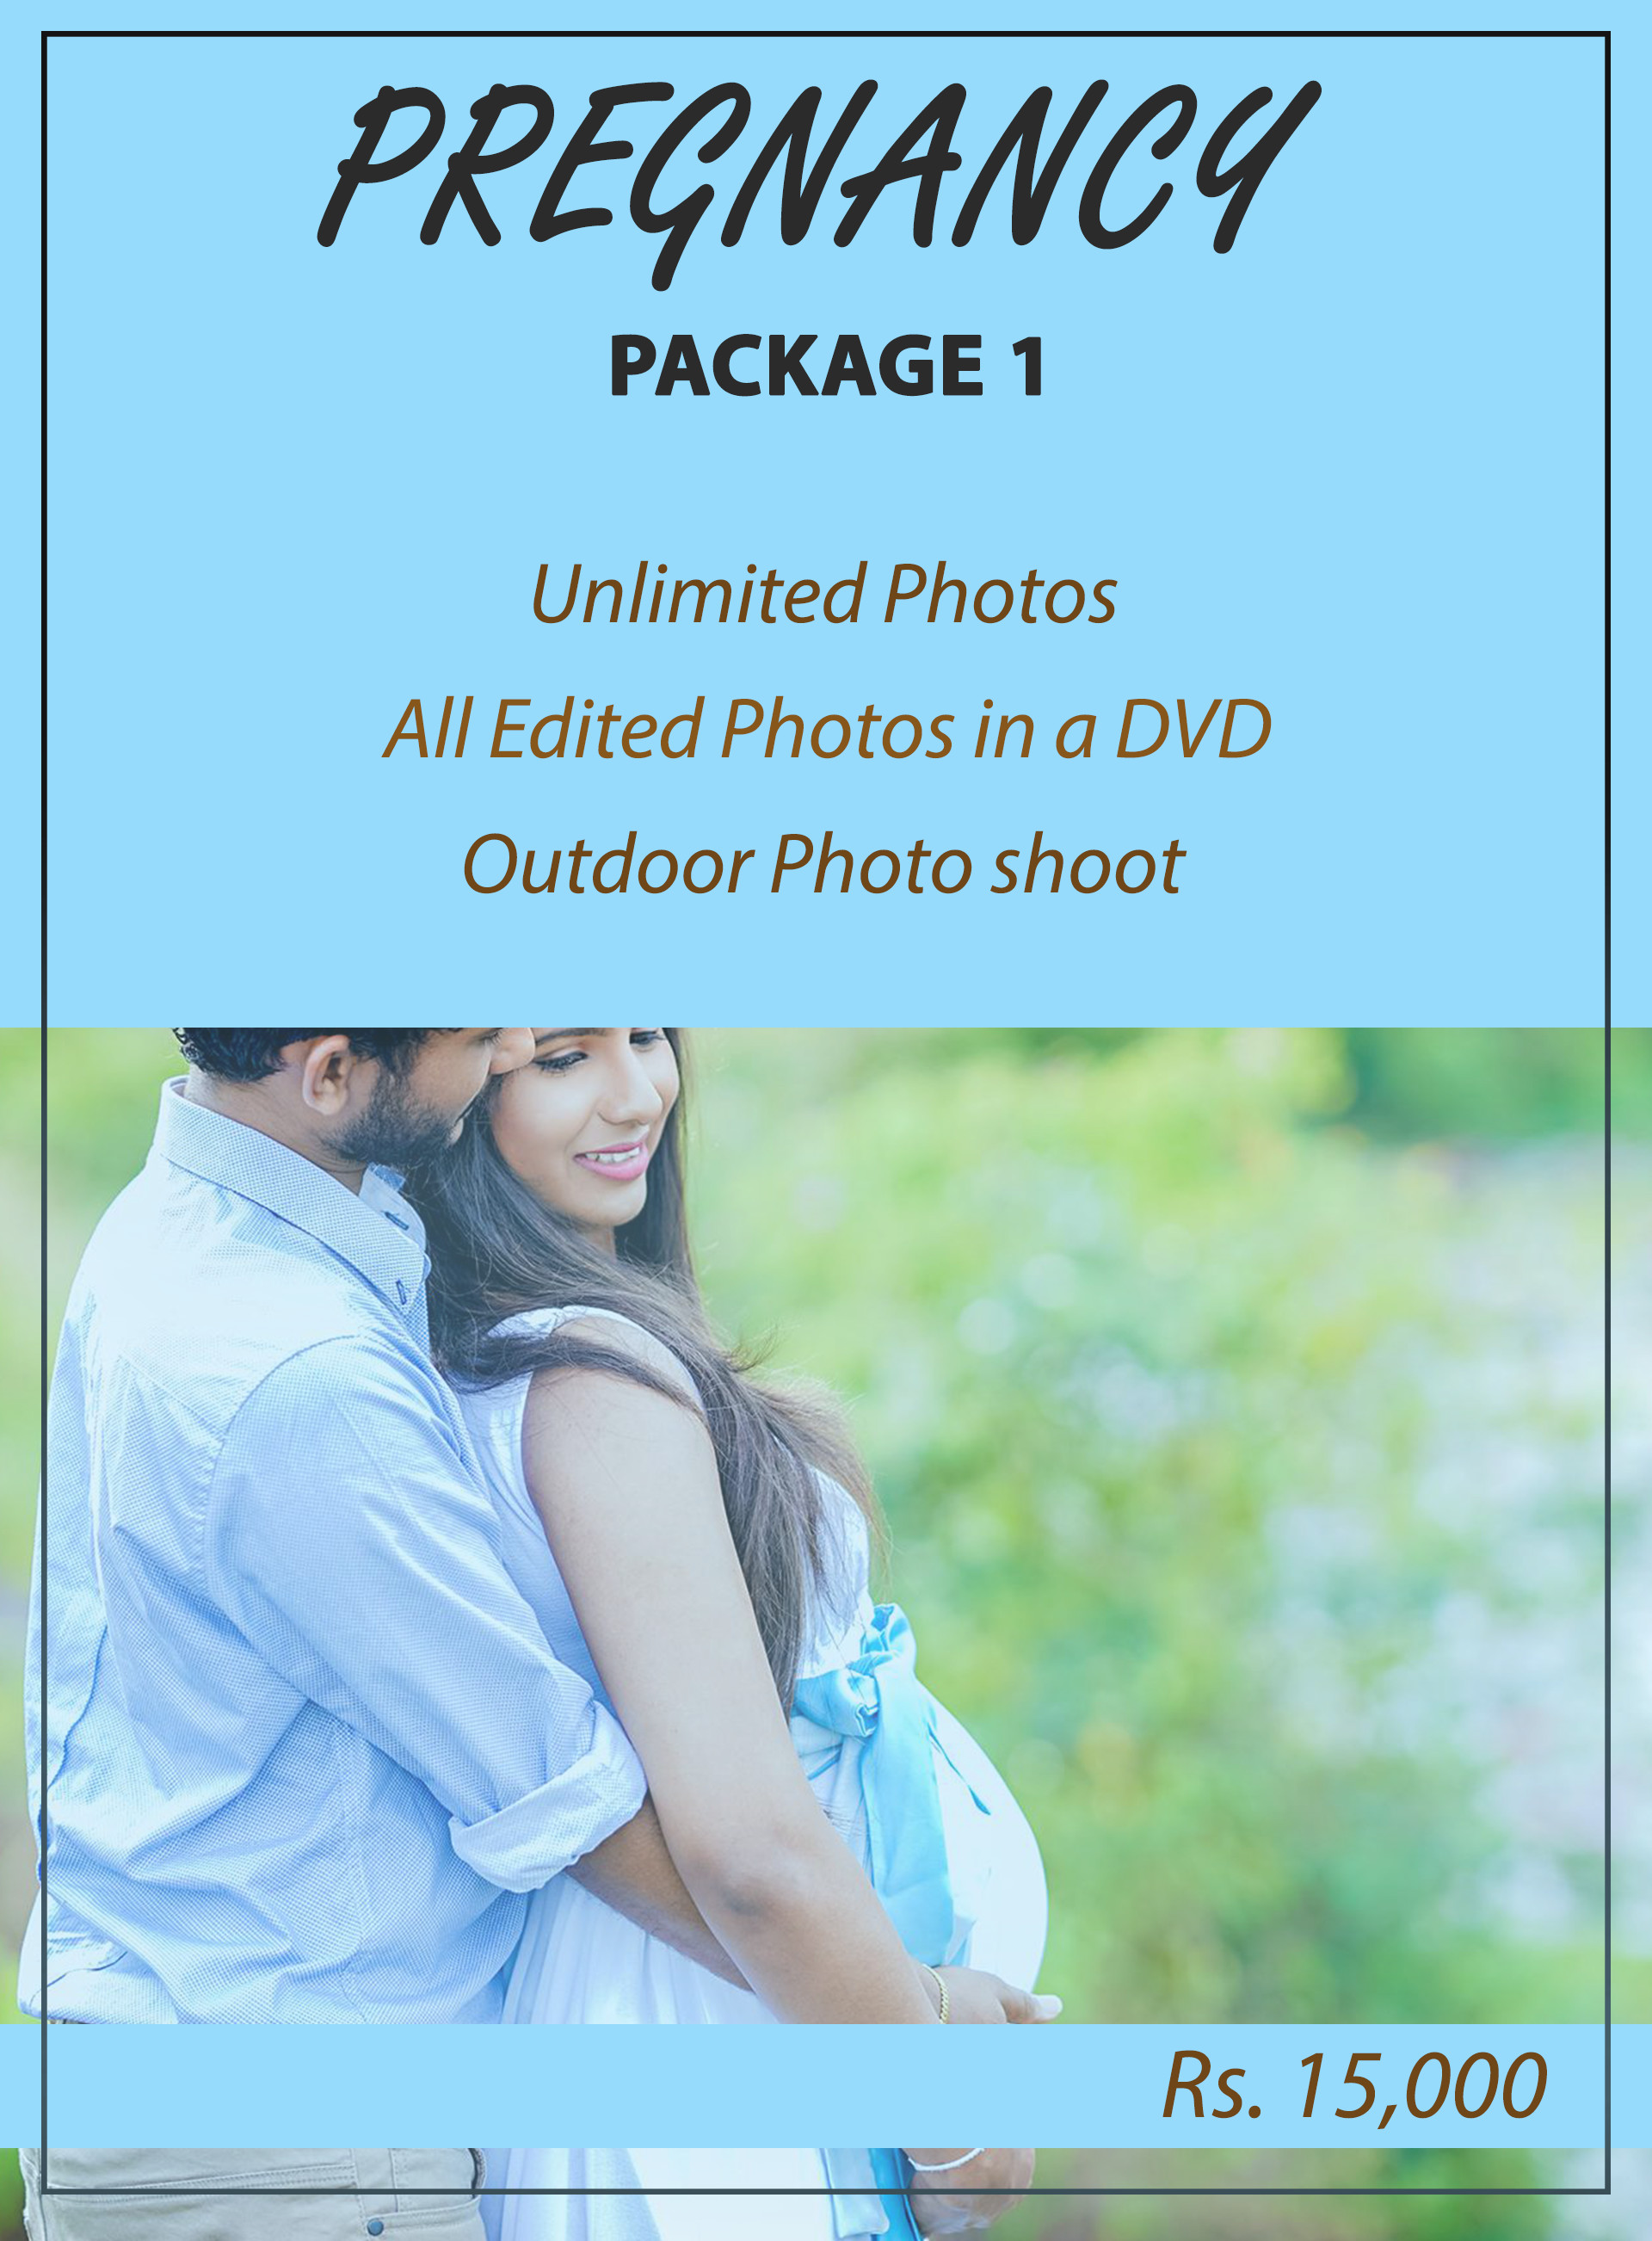 PREGNANCY
PACKAGE 1
Unlimited Photos
All Edited Photos in a DVD
Outdoor Photo shoot
Rs. 15,000